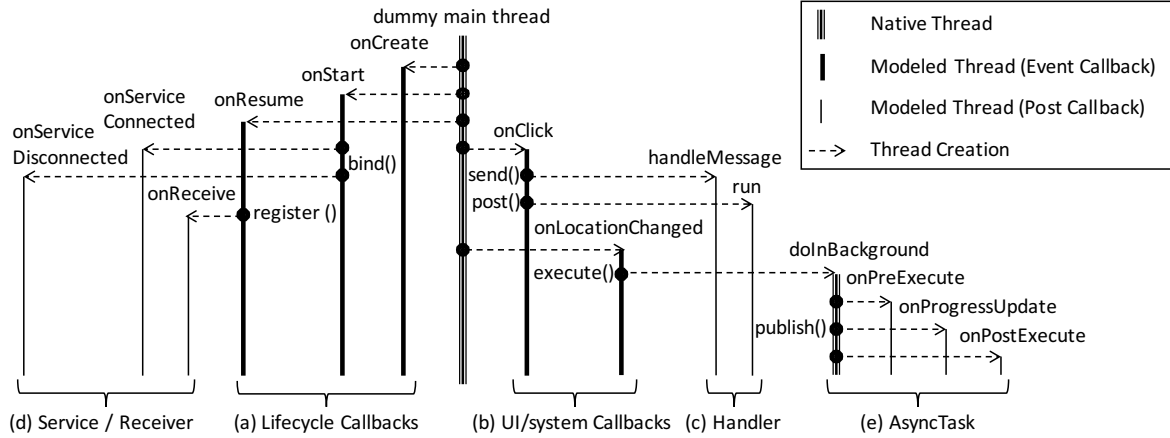 dummy main thread
onCreate
onStart
onResume
onService
Connected
onService
Disconnected
bind()
onReceive
register ()
onClick
send()
handleMessage
post()
run
onLocationChanged
execute()
doInBackground
onPreExecute
onProgressUpdate
publish()
onPostExecute
Native Thread
Modeled Thread (Event Callback)
Modeled Thread (Post Callback)
Thread Creation
(d) Service / Receiver
(a) Lifecycle Callbacks
(b) UI/system Callbacks
(c) Handler
(e) AsyncTask